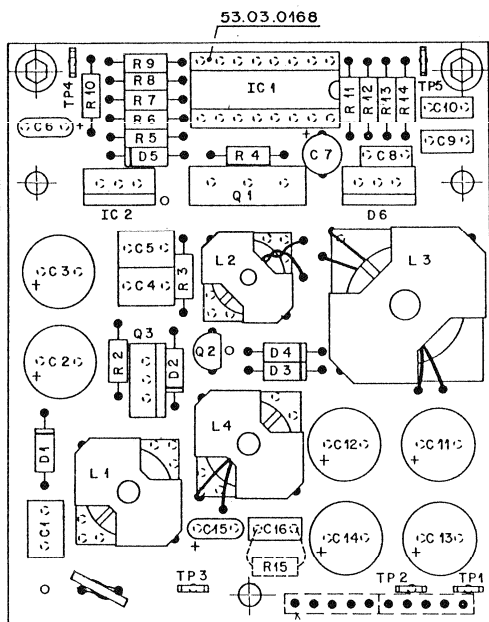 53.03.0168
R9
R8
R7
R6
R5
D5
IC1
TP4
R10
C6
+
R11
R12
R13
R14
TP5
C10
C9
R4
+
C7
C8
IC2
Q1
D6
C3
+
C5
C4
R3
L2
L3
C2
+
R2
Q3
D2
Q2
D4
D3
D1
L1
L4
C12
+
C11
+
C1
C15
+
C16
R15
C14
+
C13
+
TP3
TP2
TP1